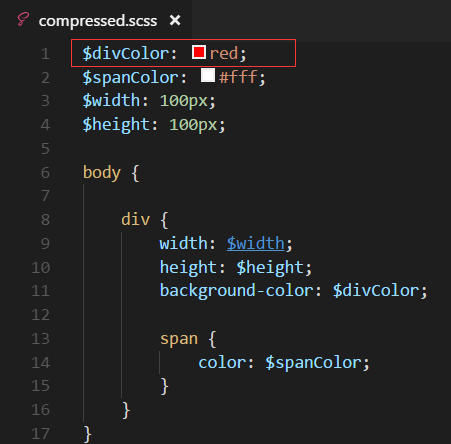 compressed.scss ×
1 $divColor: red;
2 $spanColor: #fff;
3 $width: 100px;
4 $height: 100px;
5
6 body {
7
8     div {
9         width: $width;
10         height: $height;
11         background-color: $divColor;
12
13         span {
14             color: $spanColor;
15         }
16     }
17 }